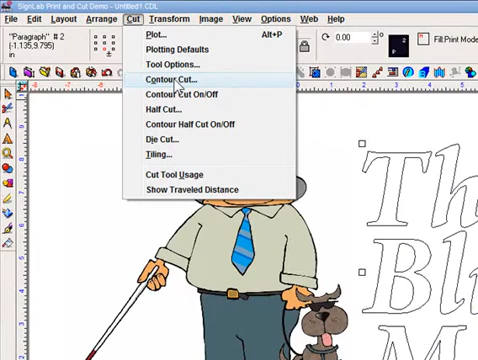 SignLab Print and Cut Demo - Untitled1.CDL
Edit Layout Arrange Cut Transform Image View Options Web Help
"Paragraph" # 2
(-1.135,9.795)
Plot... Alt+P
Plotting Defaults
Tool Options...
Contour Cut...
Contour Cut On/Off
Half Cut...
Contour Half Cut On/Off
Die Cut...
Tiling...
Cut Tool Usage
Show Traveled Distance
0.00°
2
Fill Print Mode
Th
Bl